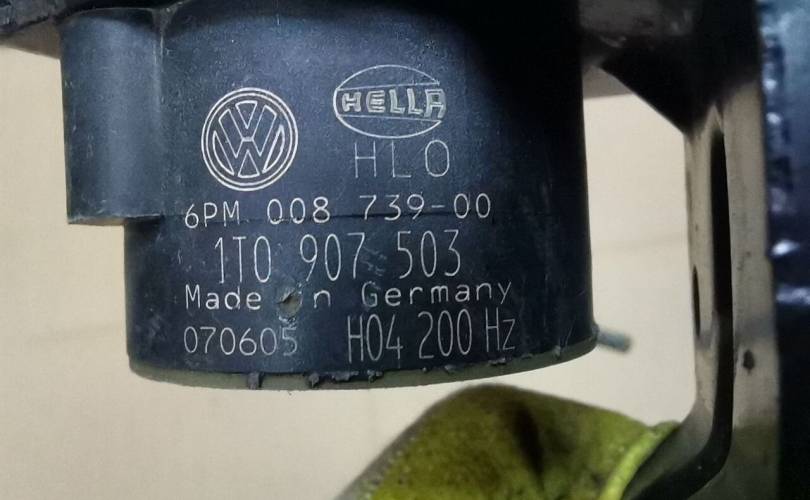 HELLA
HLO
6PM 008 739-00
1T0 907 503
Made in Germany
070605 H04 200 Hz